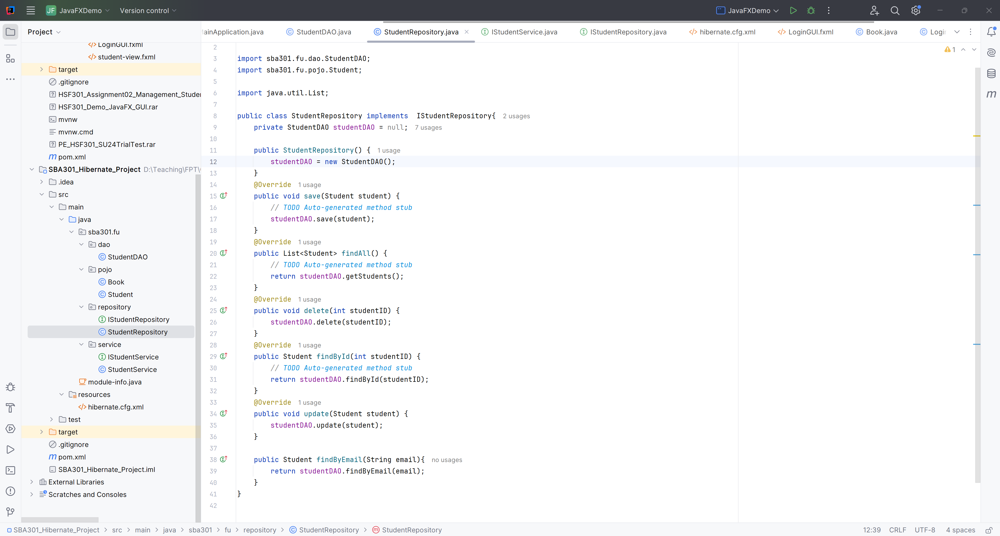 JF JavaFXDemo Version control JavaFXDemo
Project
LoginGUI.fxml
student-view.fxml
target
.gitignore
HSF301_Assignment02_Management_Studer
HSF301_Demo_JavaFX_GUI.rar
mvnw
mvnw.cmd
PE_HSF301_SU24TrialTest.rar
pom.xml
SBA301_Hibernate_Project D:\Teaching\FPT\
.idea
src
main
java
sba301.fu
dao
StudentDAO
pojo
Book
Student
repository
IStudentRepository
StudentRepository
service
IStudentService
StudentService
module-info.java
resources
hibernate.cfg.xml
test
target
.gitignore
pom.xml
SBA301_Hibernate_Project.iml
External Libraries
Scratches and Consoles
ainApplication.java StudentDAO.java StudentRepository.java IStudentService.java IStudentRepository.java hibernate.cfg.xml LoginGUI.fxml Book.java Login
1
2
3 import sba301.fu.dao.StudentDAO;
4 import sba301.fu.pojo.Student;
5
6 import java.util.List;
7
8 public class StudentRepository implements  IStudentRepository{ 2 usages
9 private StudentDAO studentDAO = null; 7 usages
10
11 public StudentRepository() { 1 usage
12 studentDAO = new StudentDAO();
13 }
14 @Override 1 usage
15 public void save(Student student) {
16 // TODO Auto-generated method stub
17 studentDAO.save(student);
18 }
19 @Override 1 usage
20 public List<Student> findAll() {
21 // TODO Auto-generated method stub
22 return studentDAO.getStudents();
23 }
24 @Override 1 usage
25 public void delete(int studentID) {
26 studentDAO.delete(studentID);
27 }
28 @Override 1 usage
29 public Student findById(int studentID) {
30 // TODO Auto-generated method stub
31 return studentDAO.findById(studentID);
32 }
33 @Override 1 usage
34 public void update(Student student) {
35 studentDAO.update(student);
36 }
37
38 public Student findByEmail(String email){ no usages
39 return studentDAO.findByEmail(email);
40 }
41 }
42
SBA301_Hibernate_Project > src > main > java > sba301 > fu > repository > StudentRepository > StudentRepository 12:39 CRLF UTF-8 4 spaces